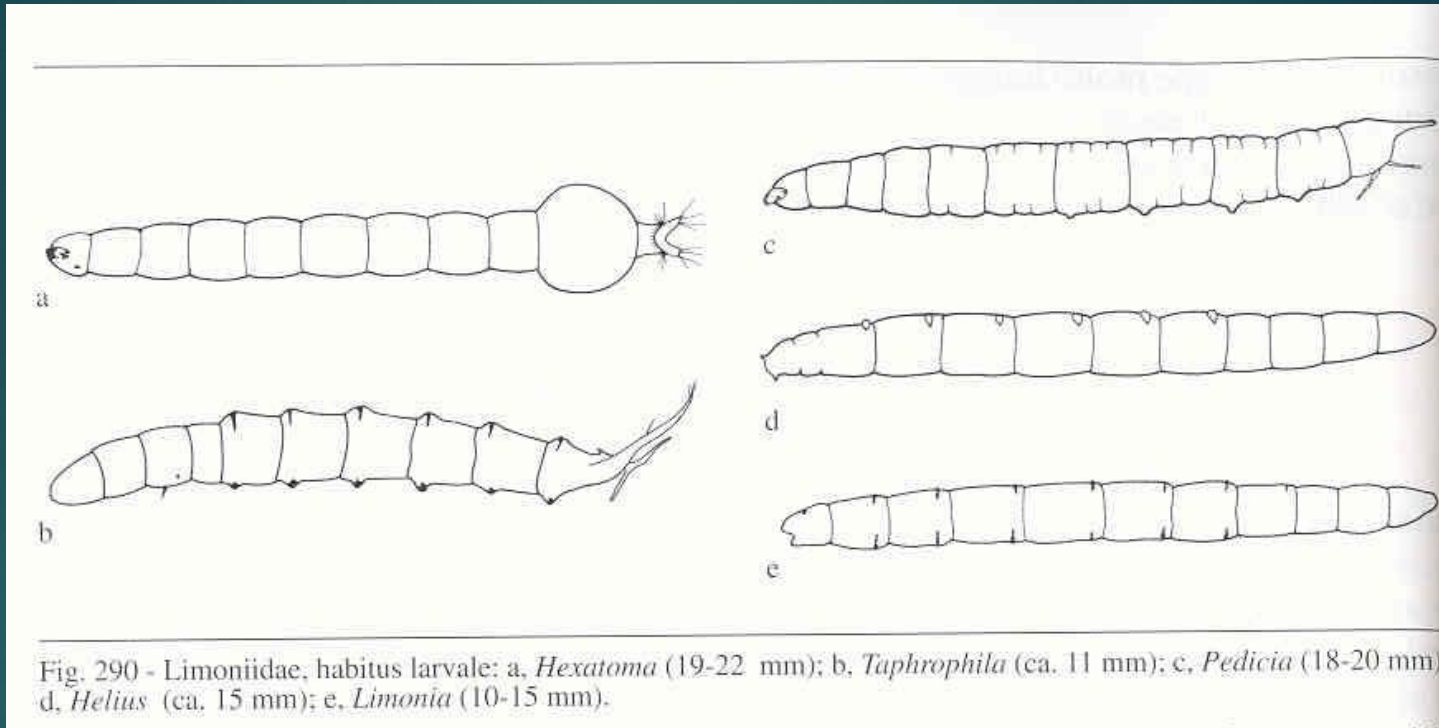 a
b
c
d
e
Fig. 290 - Limoniidae, habitus larvale: a, Hexatoma (19-22 mm); b, Taphrophila (ca. 11 mm); c, Pedicia (18-20 mm)
d, Helius (ca. 15 mm); e, Limonia (10-15 mm).